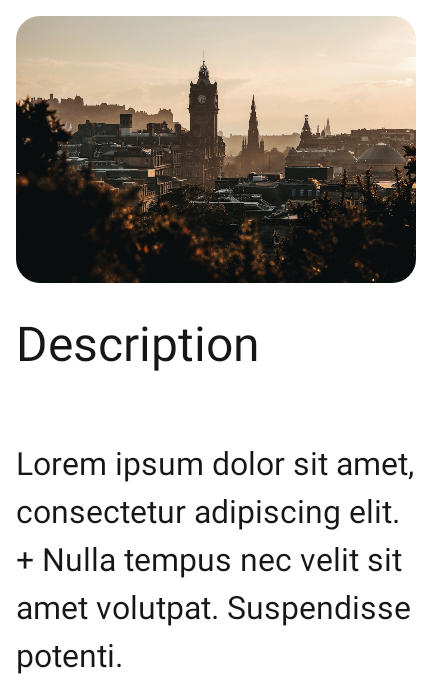 Description
Lorem ipsum dolor sit amet,
consectetur adipiscing elit.
+ Nulla tempus nec velit sit
amet volutpat. Suspendisse
potenti.